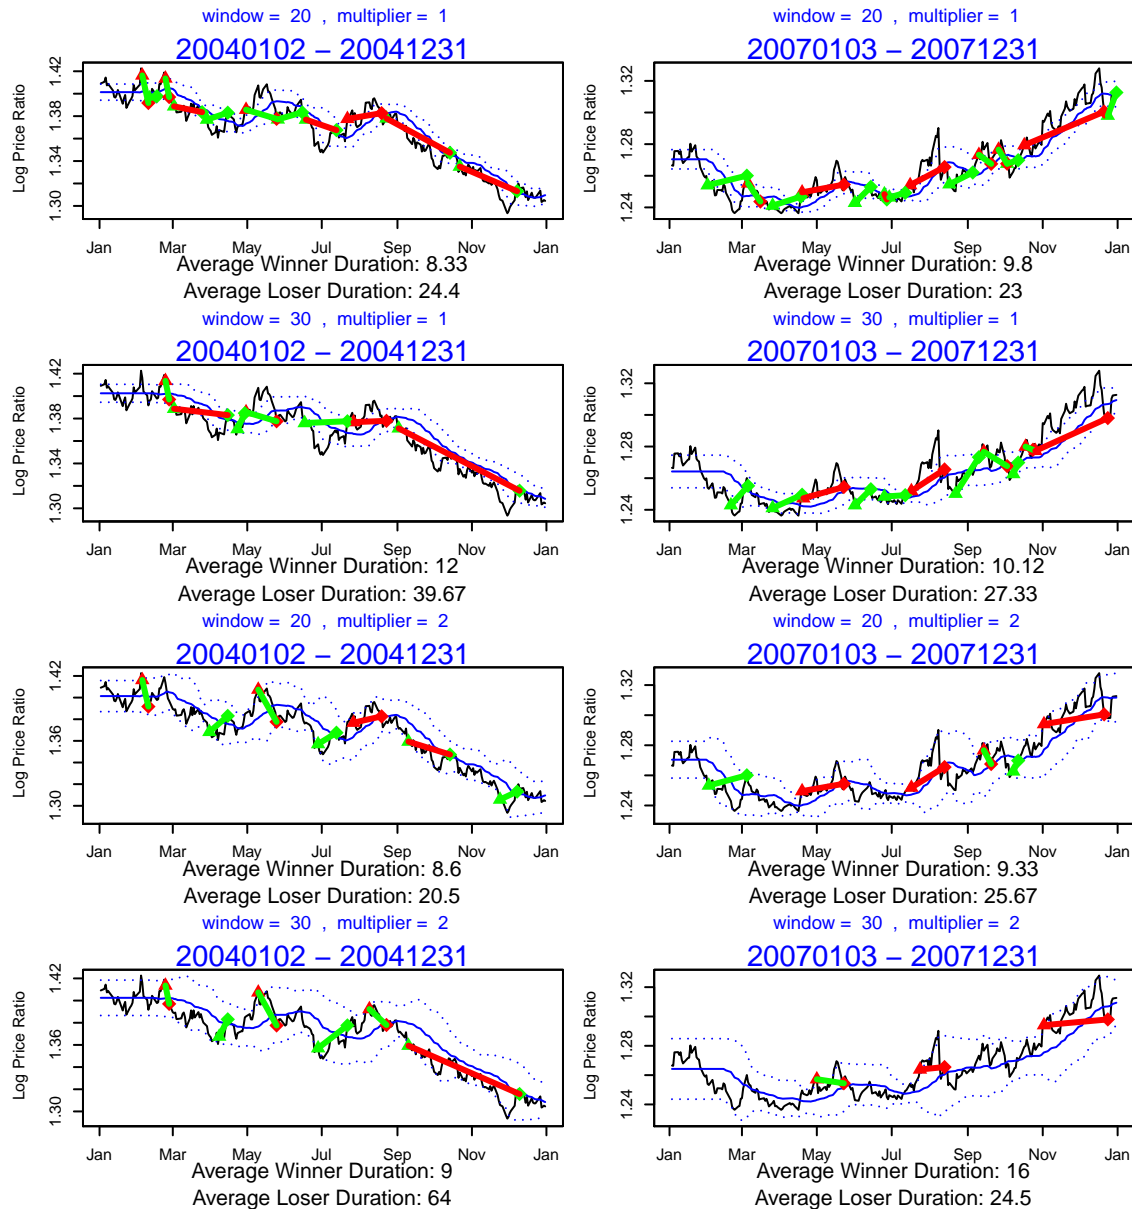 window = 20 , multiplier = 1
20040102 – 20041231
Log Price Ratio
1.42
1.38
1.34
1.30
Jan Mar May Jul Sep Nov Jan
Average Winner Duration: 8.33
Average Loser Duration: 24.4
window = 20 , multiplier = 1
20070103 – 20071231
Log Price Ratio
1.32
1.28
1.24
Jan Mar May Jul Sep Nov Jan
Average Winner Duration: 9.8
Average Loser Duration: 23
window = 30 , multiplier = 1
20040102 – 20041231
Log Price Ratio
1.42
1.38
1.34
1.30
Jan Mar May Jul Sep Nov Jan
Average Winner Duration: 12
Average Loser Duration: 39.67
window = 30 , multiplier = 1
20070103 – 20071231
Log Price Ratio
1.32
1.28
1.24
Jan Mar May Jul Sep Nov Jan
Average Winner Duration: 10.12
Average Loser Duration: 27.33
window = 20 , multiplier = 2
20040102 – 20041231
Log Price Ratio
1.42
1.36
1.30
Jan Mar May Jul Sep Nov Jan
Average Winner Duration: 8.6
Average Loser Duration: 20.5
window = 20 , multiplier = 2
20070103 – 20071231
Log Price Ratio
1.32
1.28
1.24
Jan Mar May Jul Sep Nov Jan
Average Winner Duration: 9.33
Average Loser Duration: 25.67
window = 30 , multiplier = 2
20040102 – 20041231
Log Price Ratio
1.42
1.36
1.30
Jan Mar May Jul Sep Nov Jan
Average Winner Duration: 9
Average Loser Duration: 64
window = 30 , multiplier = 2
20070103 – 20071231
Log Price Ratio
1.32
1.28
1.24
Jan Mar May Jul Sep Nov Jan
Average Winner Duration: 16
Average Loser Duration: 24.5